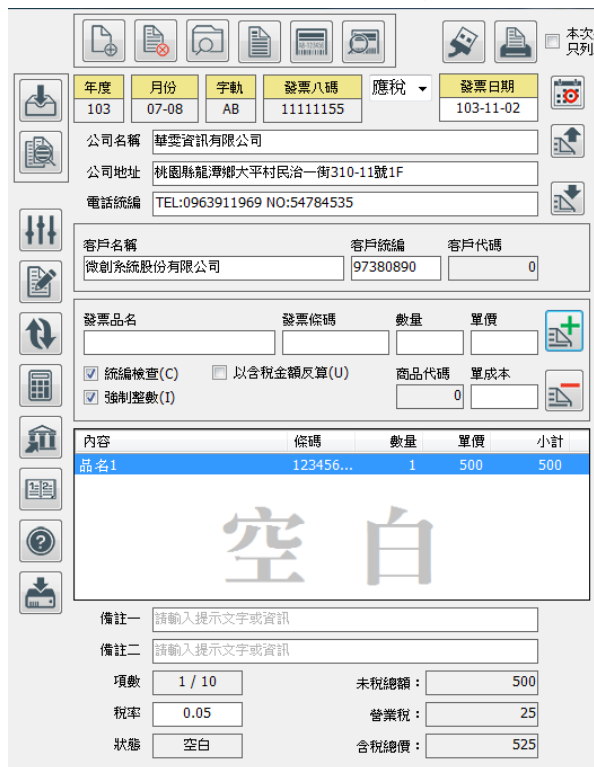 本次
只列
AB-123456
年度 月份 字軌 發票八碼 應稅 發票日期
103 07-08 AB 11111155 103-11-02
公司名稱 華雯資訊有限公司
公司地址 桃園縣龍潭鄉大平村民治一街310-11號1F
電話統編 TEL:0963911969 NO:54784535
客戶名稱 客戶統編 客戶代碼
微創系統股份有限公司 97380890 0
發票品名 發票條碼 數量 單價
統編檢查(C) 以含稅金額反算(U) 商品代碼 單成本
強制整數(I) 0
內容 條碼 數量 單價 小計
品名1 123456... 1 500 500
空白
備註一 請輸入提示文字或資訊
備註二 請輸入提示文字或資訊
項數 1 / 10 未稅總額： 500
稅率 0.05 營業稅： 25
狀態 空白 含稅總價： 525